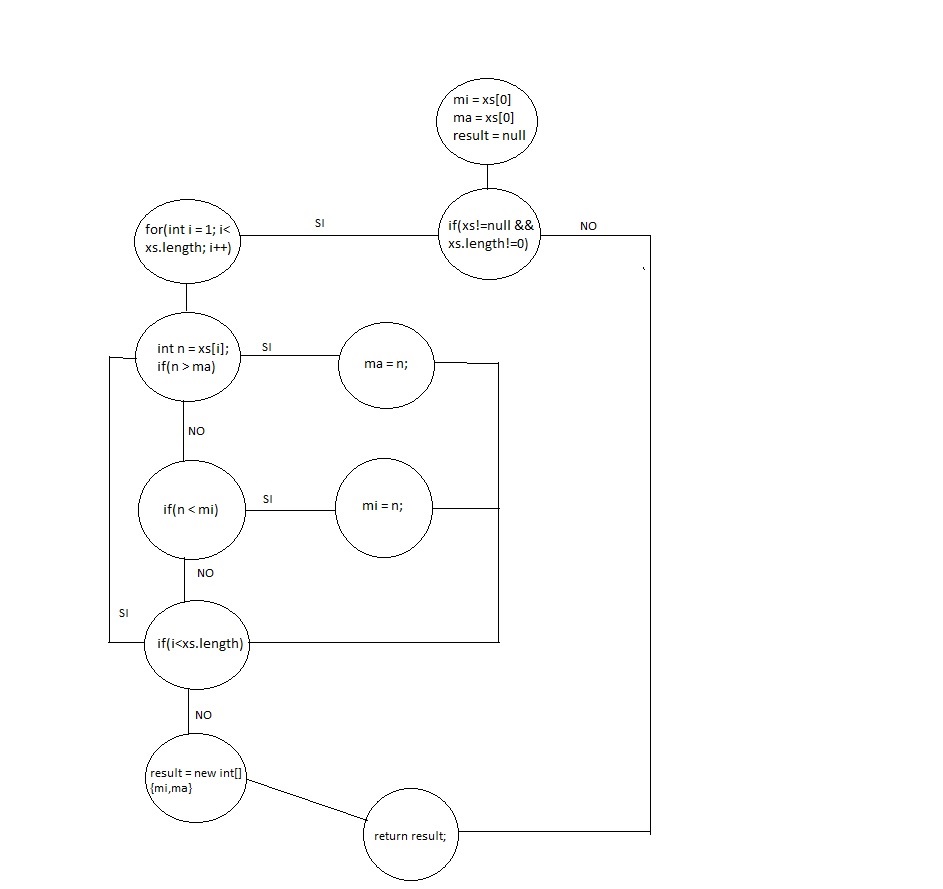 mi = xs[0]
ma = xs[0]
result = null
if(xs!=null &&
xs.length!=0)
SI
NO
for(int i = 1; i<
xs.length; i++)
int n = xs[i];
if(n > ma)
SI
ma = n;
NO
if(n < mi)
SI
mi = n;
NO
SI
if(i<xs.length)
NO
result = new int[]
{mi,ma}
return result;